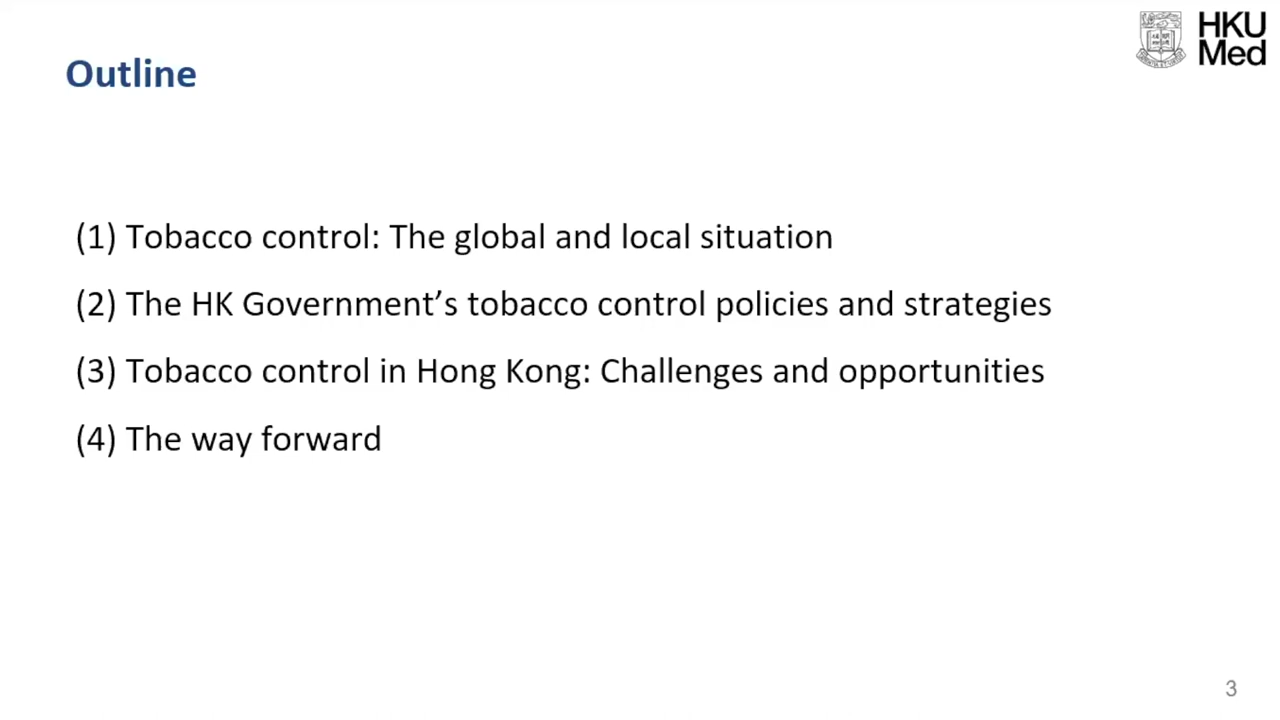 HKU
Med
Outline
(1) Tobacco control: The global and local situation
(2) The HK Government’s tobacco control policies and strategies
(3) Tobacco control in Hong Kong: Challenges and opportunities
(4) The way forward
3